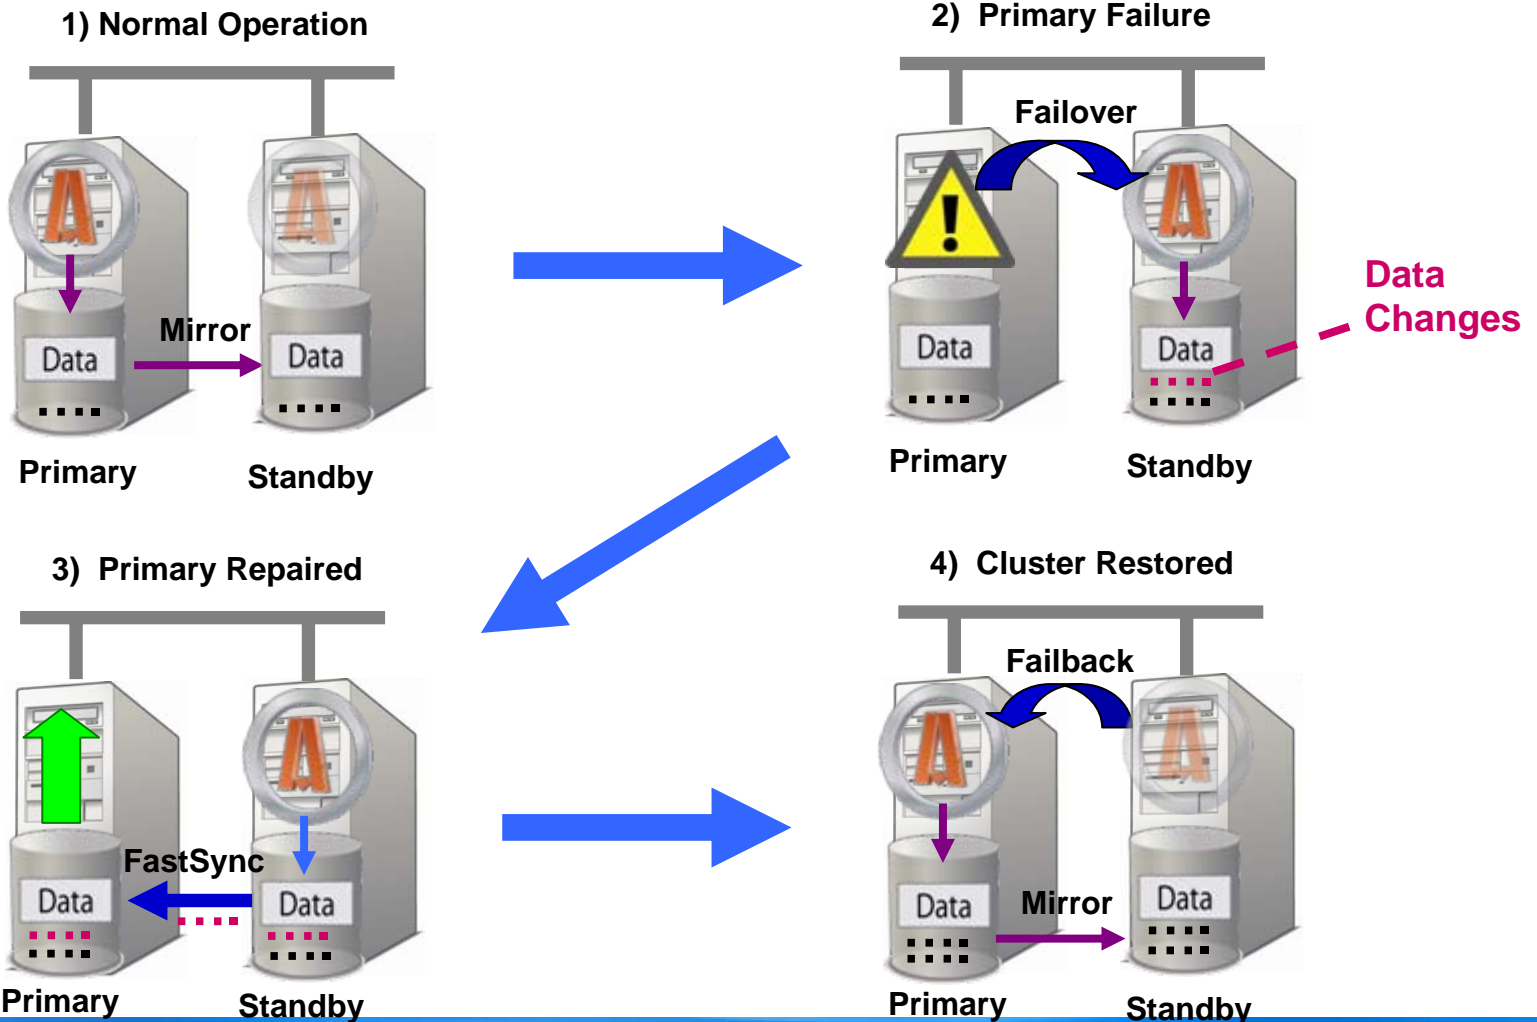 1) Normal Operation
A
A
Mirror
Data
Data
Primary
Standby
2) Primary Failure
Failover
A
Data
Changes
Data
Data
Primary
Standby
3) Primary Repaired
A
FastSync
Data
Data
Primary
Standby
4) Cluster Restored
Failback
A
A
Mirror
Data
Data
Primary
Standby